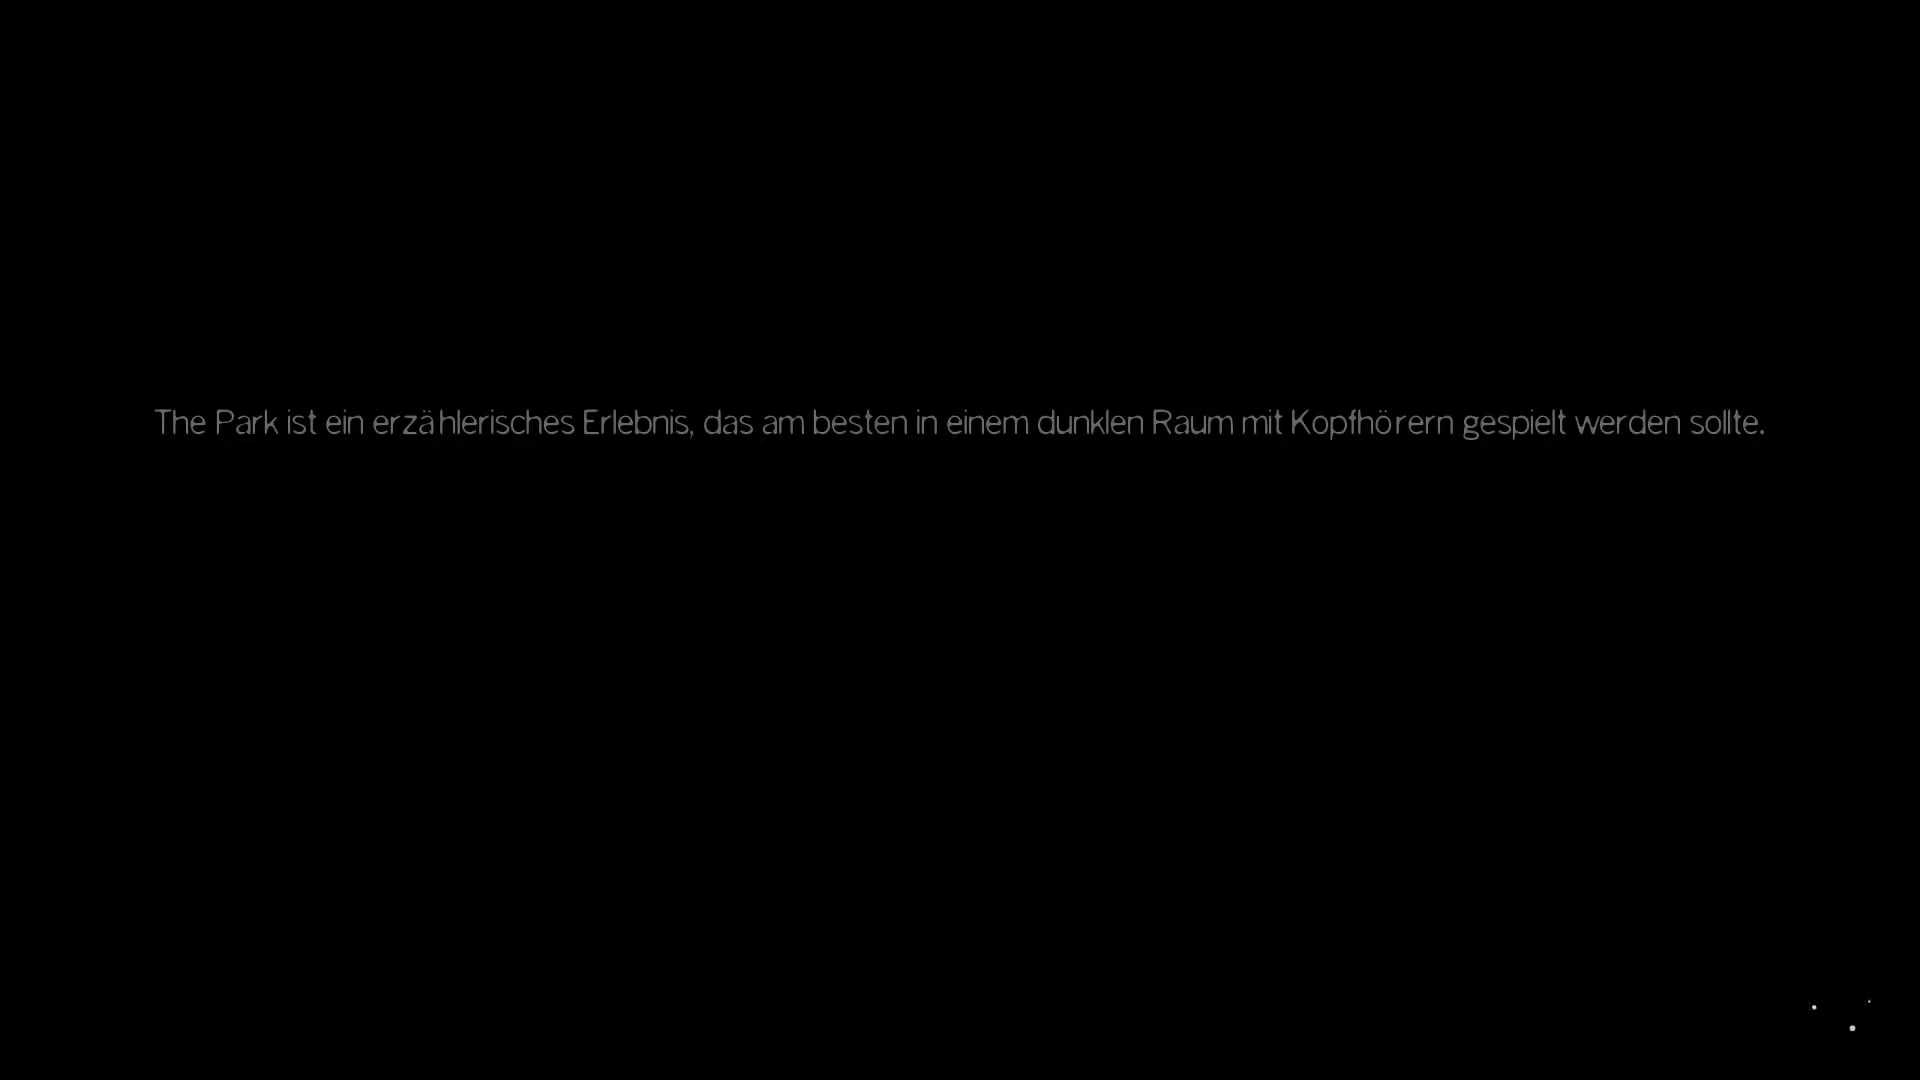 The Park ist ein erzählerisches Erlebnis, das am besten in einem dunklen Raum mit Kopfhörern gespielt werden sollte.